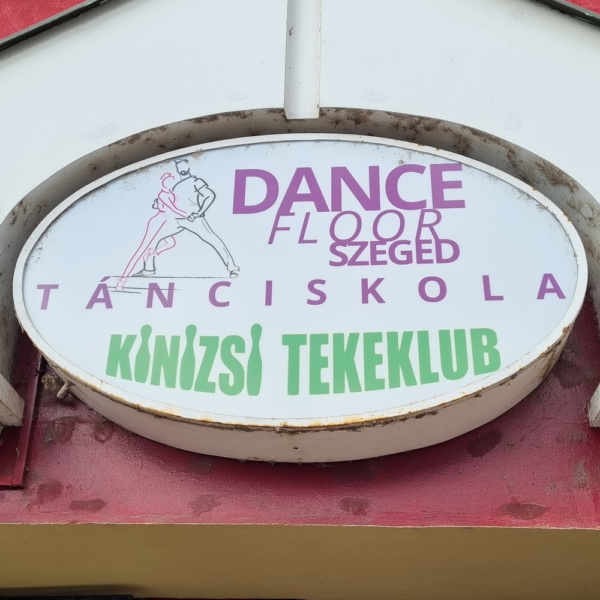 DANCE
FLOOR
SZEGED
TÁNCISKOLA
KINIZSI TEKEKLUB